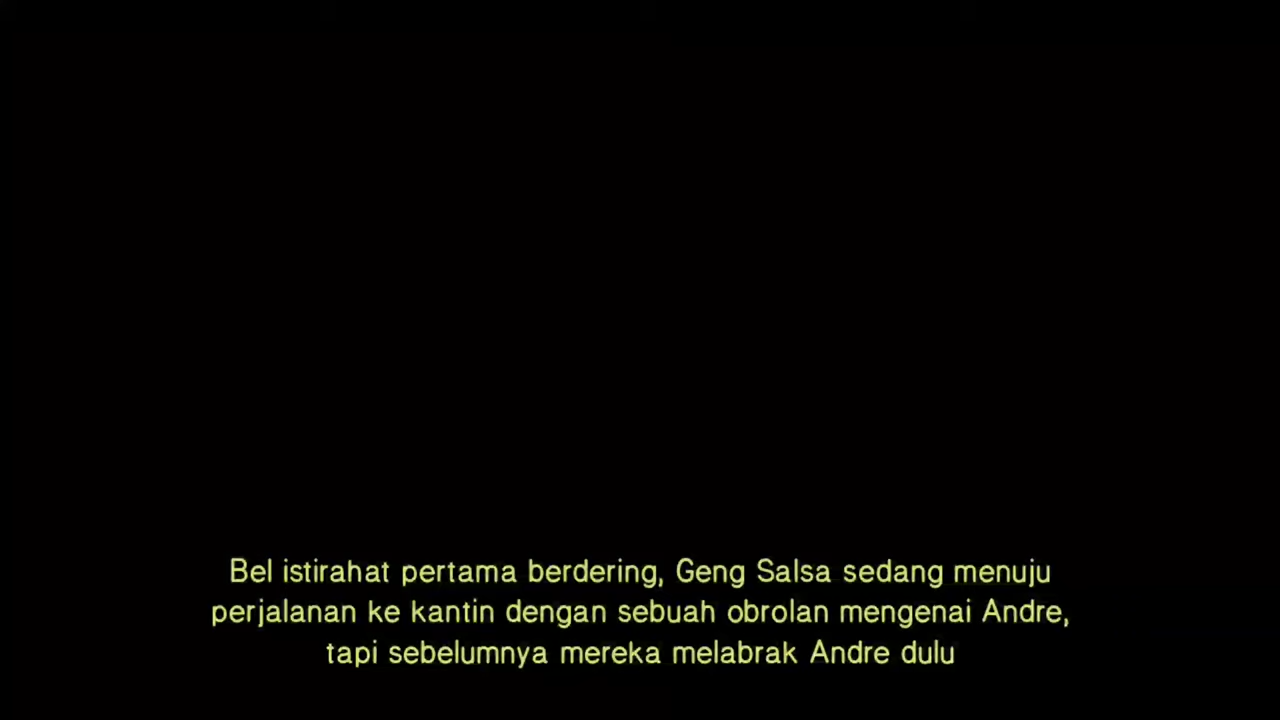 Bel istirahat pertama berdering, Geng Salsa sedang menuju
perjalanan ke kantin dengan sebuah obrolan mengenai Andre,
tapi sebelumnya mereka melabrak Andre dulu